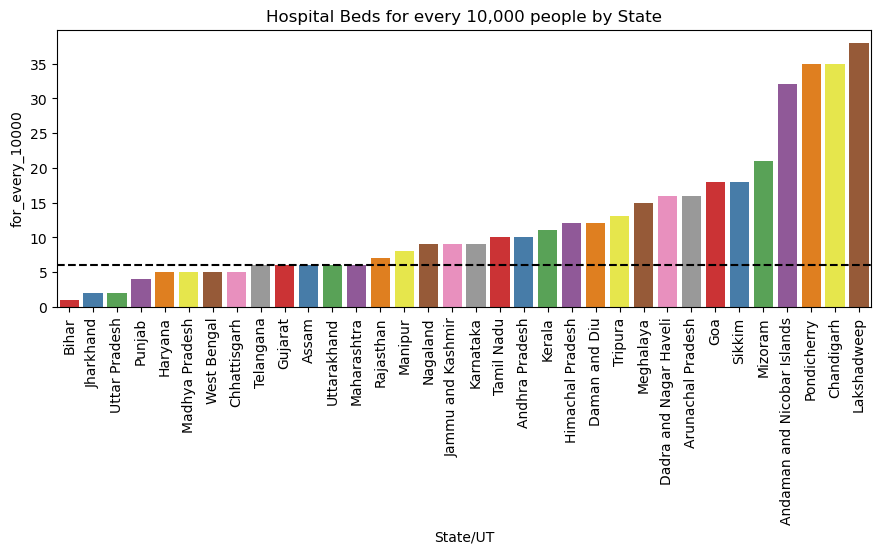 Hospital Beds for every 10,000 people by State
for_every_10000
35
30
25
20
15
10
5
0
Bihar
Jharkhand
Uttar Pradesh
Punjab
Haryana
Madhya Pradesh
West Bengal
Chhattisgarh
Telangana
Gujarat
Assam
Uttarakhand
Maharashtra
Rajasthan
Manipur
Nagaland
Jammu and Kashmir
Karnataka
Tamil Nadu
Andhra Pradesh
Kerala
Himachal Pradesh
Daman and Diu
Tripura
Meghalaya
Dadra and Nagar Haveli
Arunachal Pradesh
Goa
Sikkim
Mizoram
Andaman and Nicobar Islands
Pondicherry
Chandigarh
Lakshadweep
State/UT